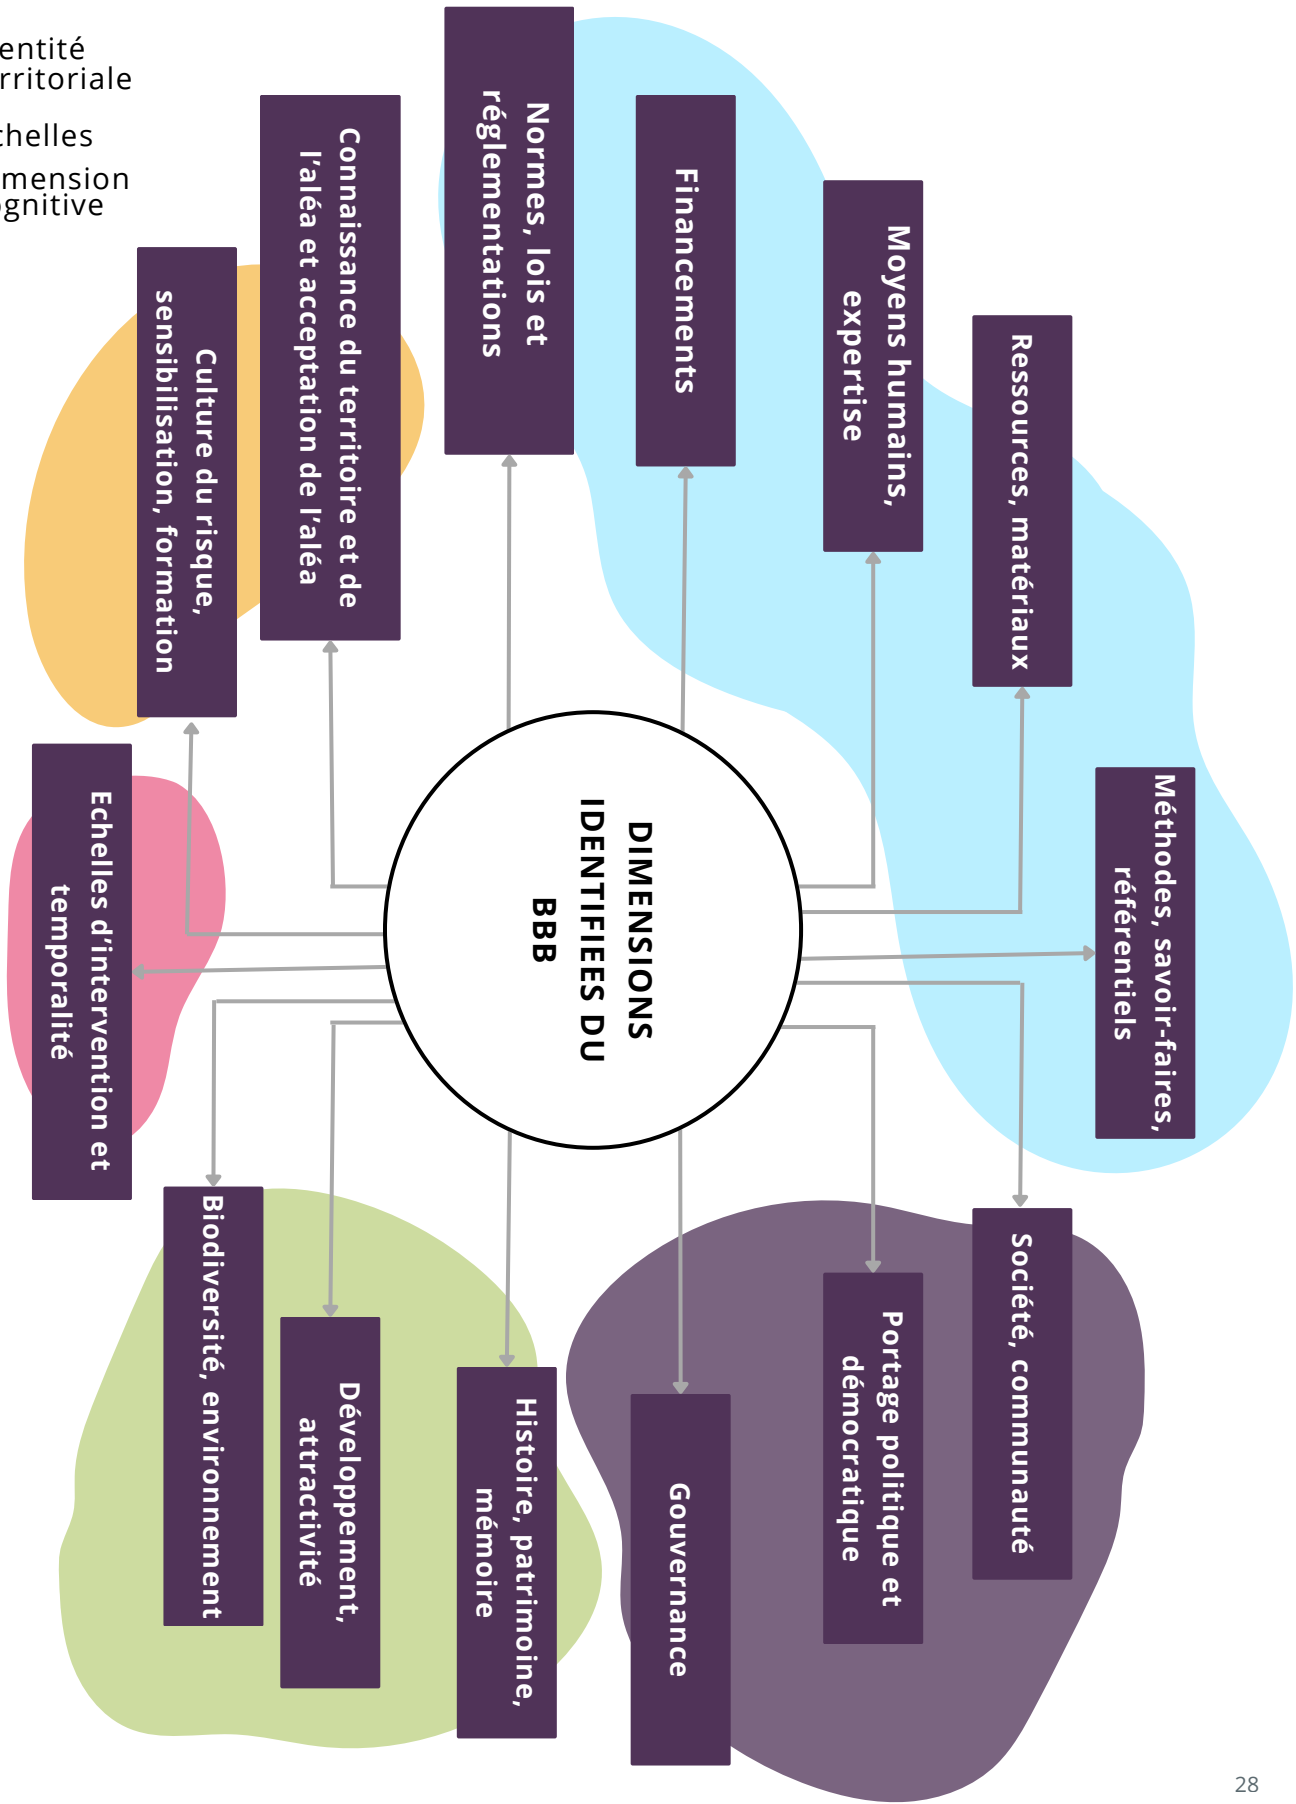 entité
rritoriale
chelles
mension
ognitive
Normes, lois et
réglementations
Financements
Moyens humains,
expertise
Ressources, matériaux
Méthodes, savoir-faires,
référentiels
Connaissance du territoire et de
l'aléa et acceptation de l'aléa
Culture du risque,
sensibilisation, formation
Echelles d'intervention et
temporalité
DIMENSIONS
IDENTIFIEES DU
BBB
Biodiversité, environnement
Développement,
attractivité
Histoire, patrimoine,
mémoire
Gouvernance
Portage politique et
démocratique
Société, communauté
28